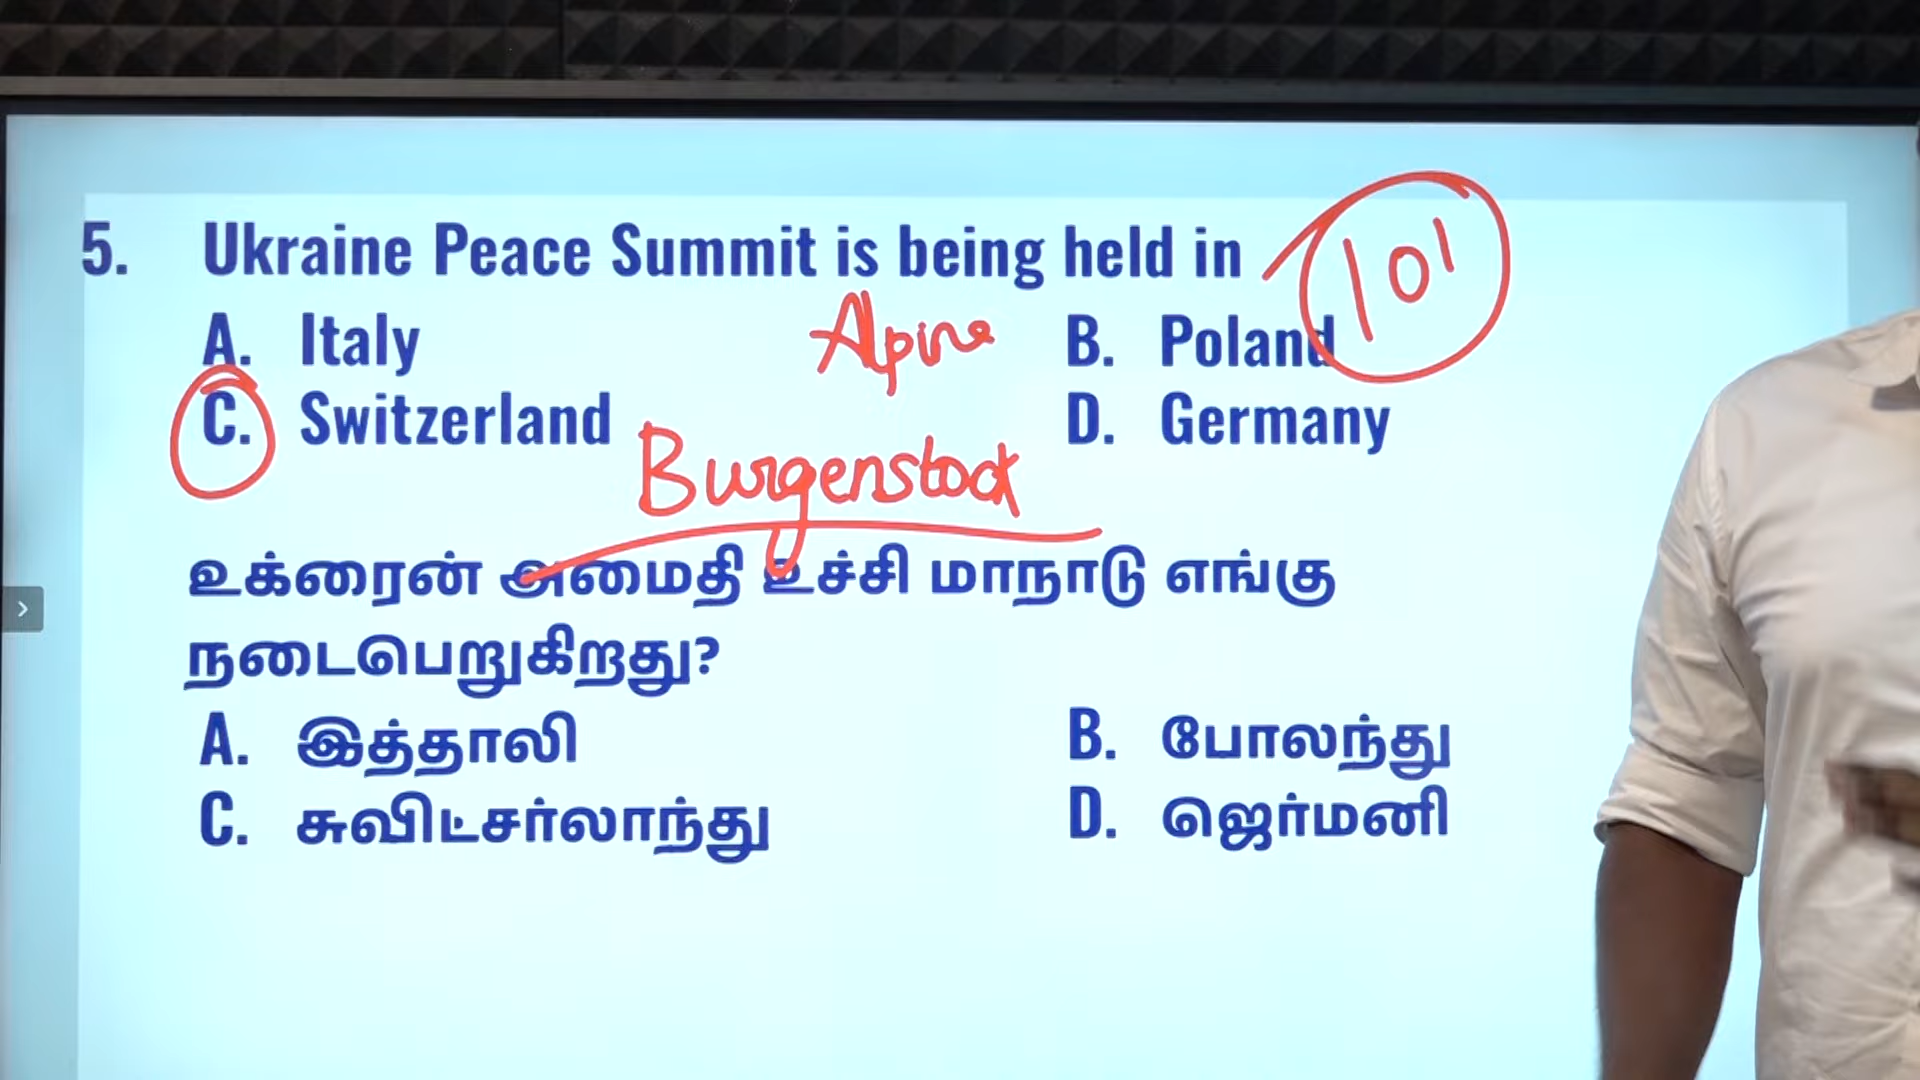 5. Ukraine Peace Summit is being held in 101
A. Italy Alpine B. Poland
C. Switzerland D. Germany
Burgenstock
உக்ரைன் அமைதி உச்சி மாநாடு எங்கு
நடைபெறுகிறது?
A. இத்தாலி B. போலந்து
C. சுவிட்சர்லாந்து D. ஜெர்மனி